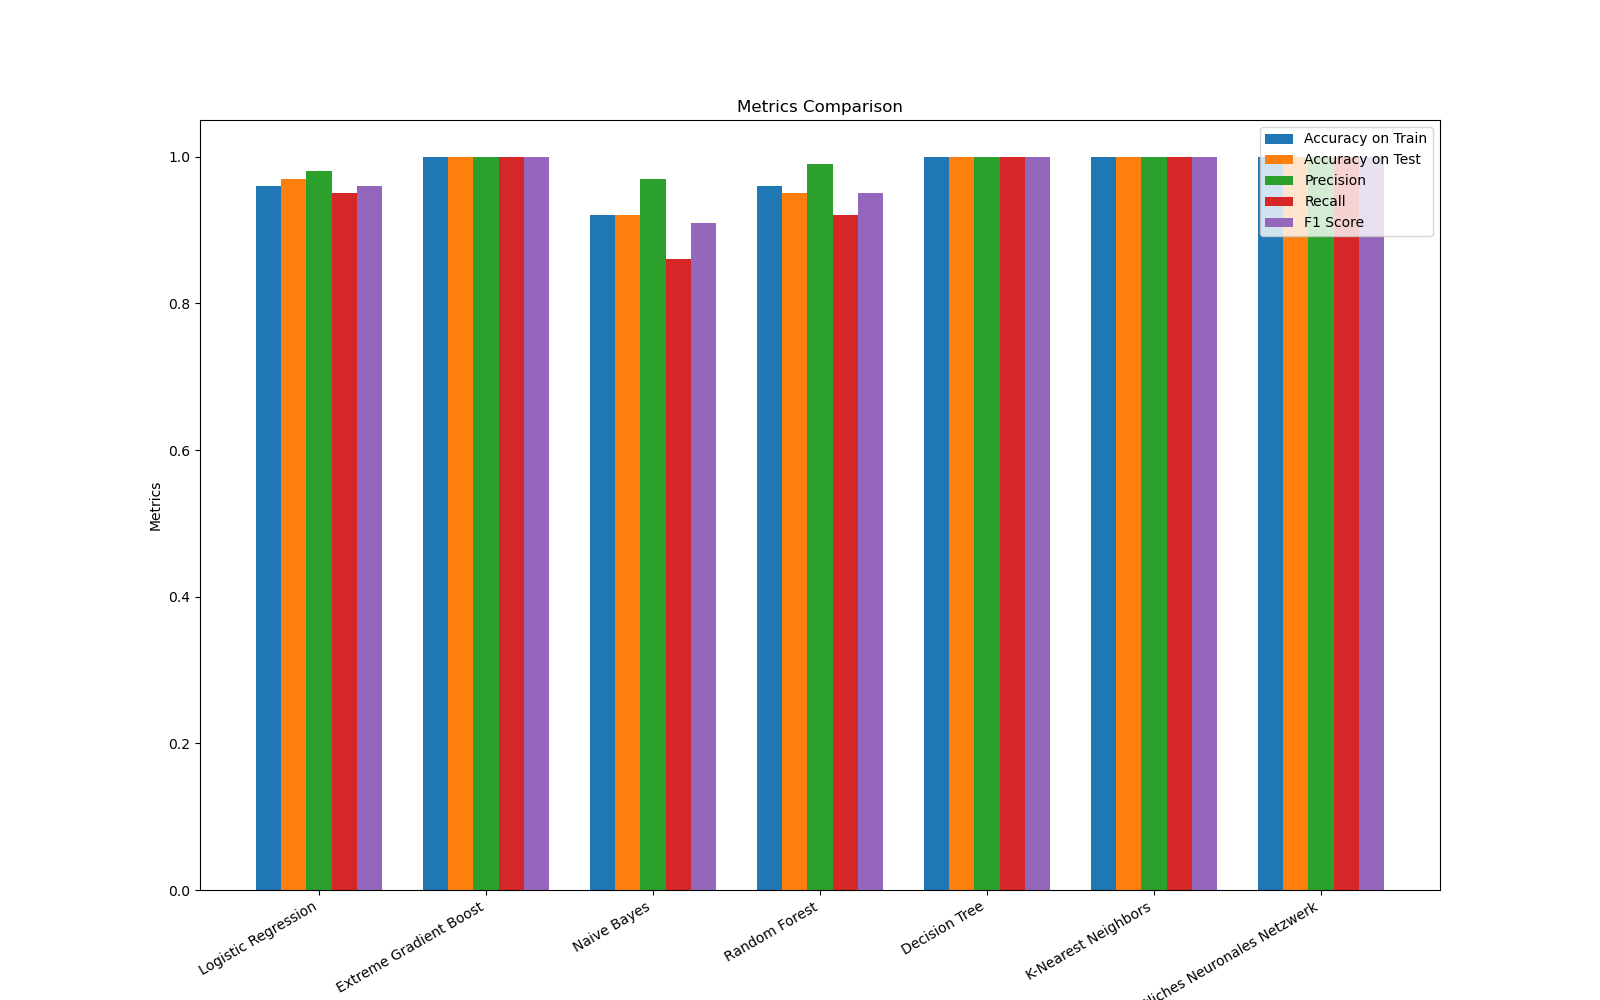 Metrics Comparison
Accuracy on Train
Accuracy on Test
Precision
Recall
F1 Score
1.0
0.8
0.6
0.4
0.2
0.0
Metrics
Logistic Regression
Extreme Gradient Boost
Naive Bayes
Random Forest
Decision Tree
K-Nearest Neighbors
Neuronales Netzwerk